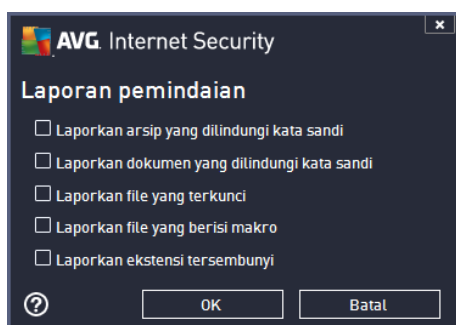 AVG. Internet Security
Laporan pemindaian
Laporkan arsip yang dilindungi kata sandi
Laporkan dokumen yang dilindungi kata sandi
Laporkan file yang terkunci
Laporkan file yang berisi makro
Laporkan ekstensi tersembunyi
? OK Batal